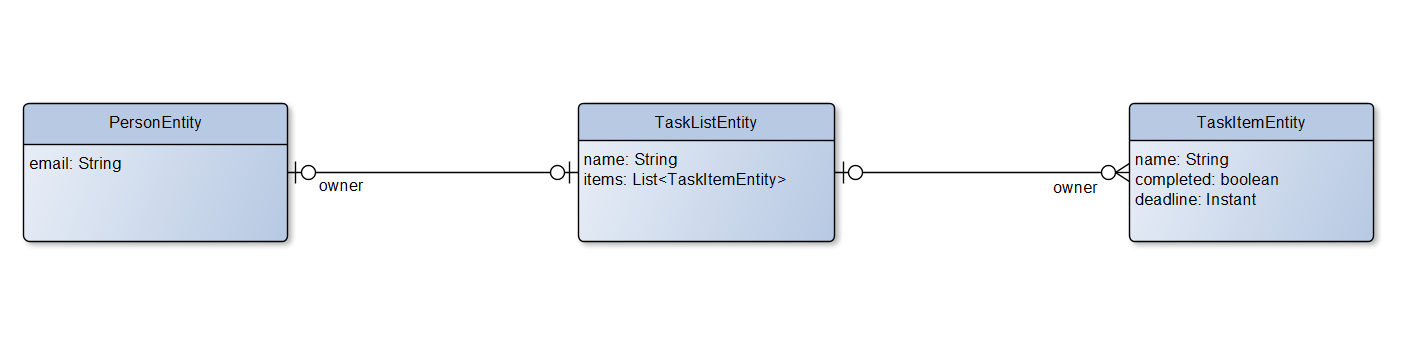 PersonEntity
email: String
owner
TaskListEntity
name: String
items: List<TaskItemEntity>
owner
TaskItemEntity
name: String
completed: boolean
deadline: Instant